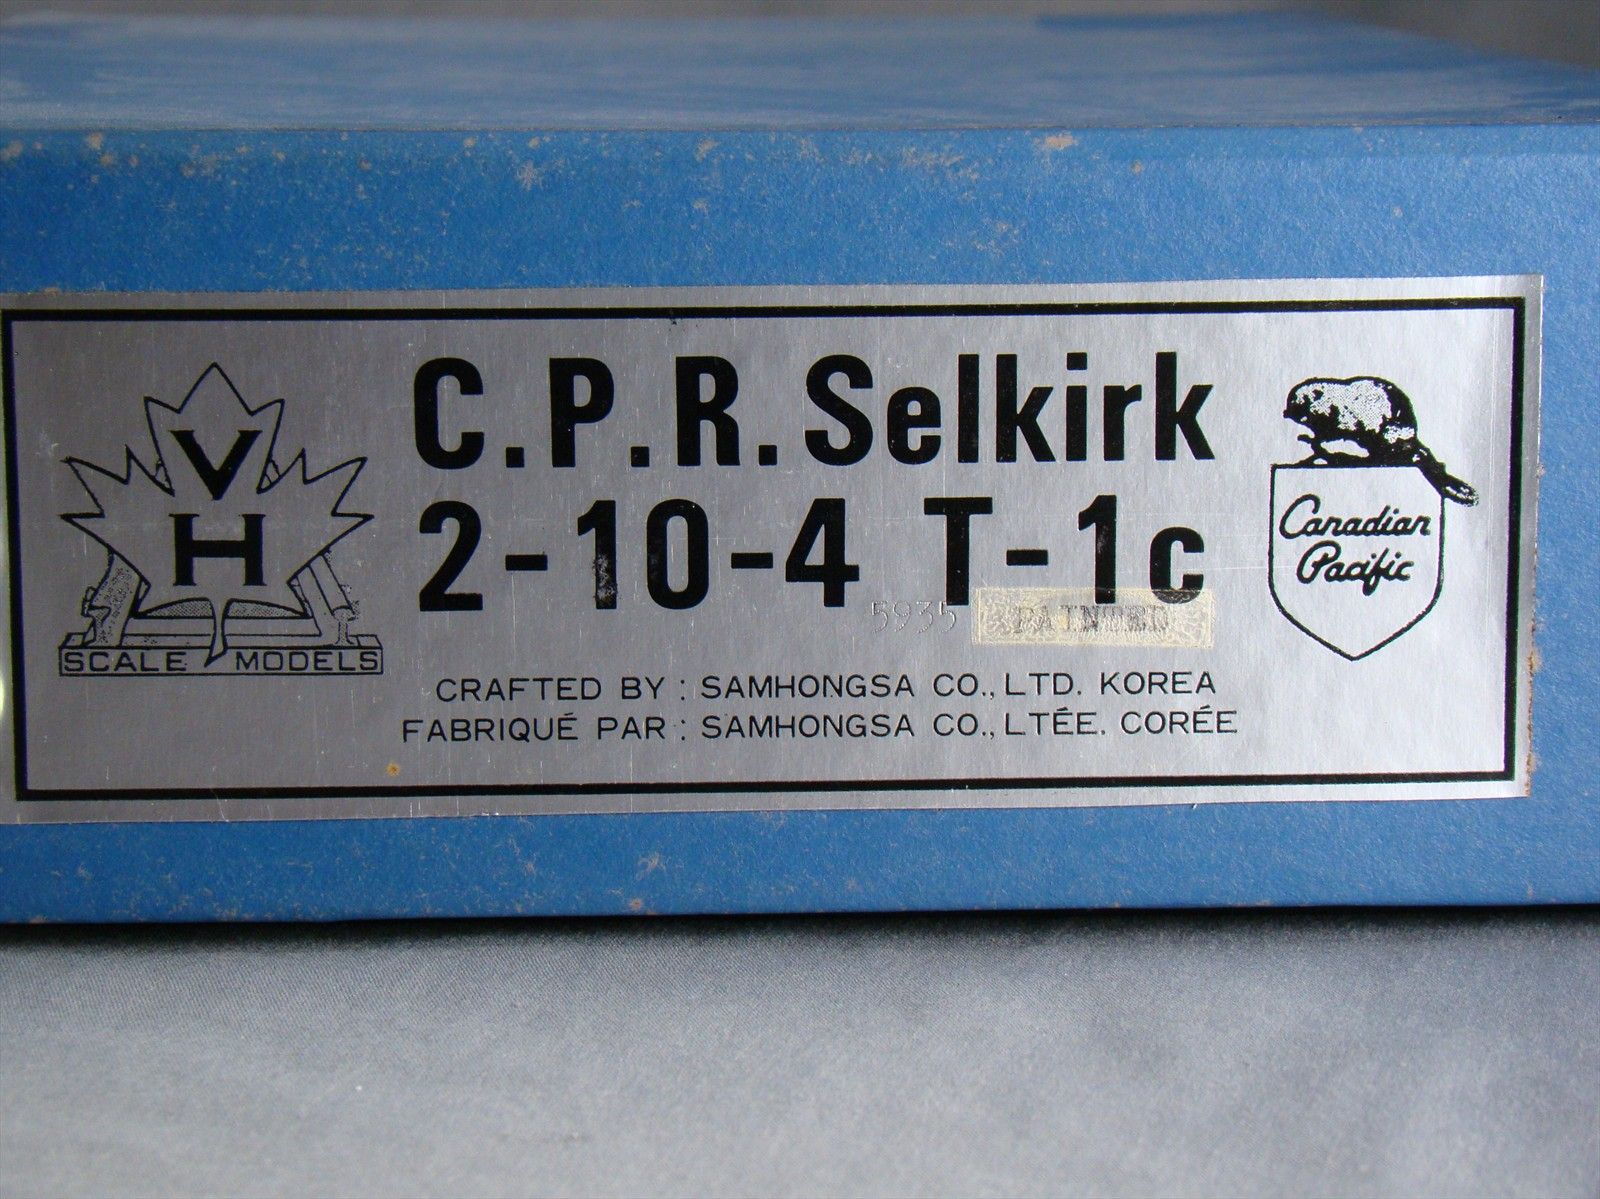 V
H
SCALE MODELS
C.P.R. Selkirk
2-10-4 T-1c
5935 PAINTED
CRAFTED BY : SAMHONGSA CO., LTD. KOREA
FABRIQUÉ PAR : SAMHONGSA CO., LTÉE. CORÉE
Canadian
Pacific